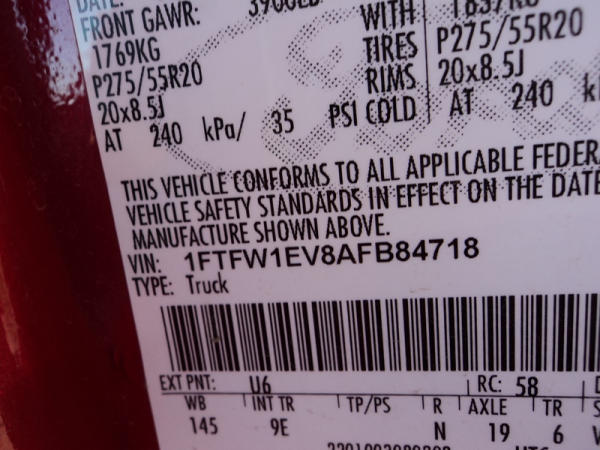 DATE:
FRONT GAWR: 3900LB WITH
1769KG TIRES P275/55R20
P275/55R20 RIMS 20x8.5J
20x8.5J PSI COLD AT 240
AT 240 kPa/ 35
THIS VEHICLE CONFORMS TO ALL APPLICABLE
VEHICLE SAFETY STANDARDS IN EFFECT ON THE DATE
MANUFACTURE SHOWN ABOVE.
VIN: 1FTFW1EV8AFB84718
TYPE: Truck
EXT PNT: U6 RC: 58
WB INT TR TP/PS R AXLE TR
145 9E N 19 6